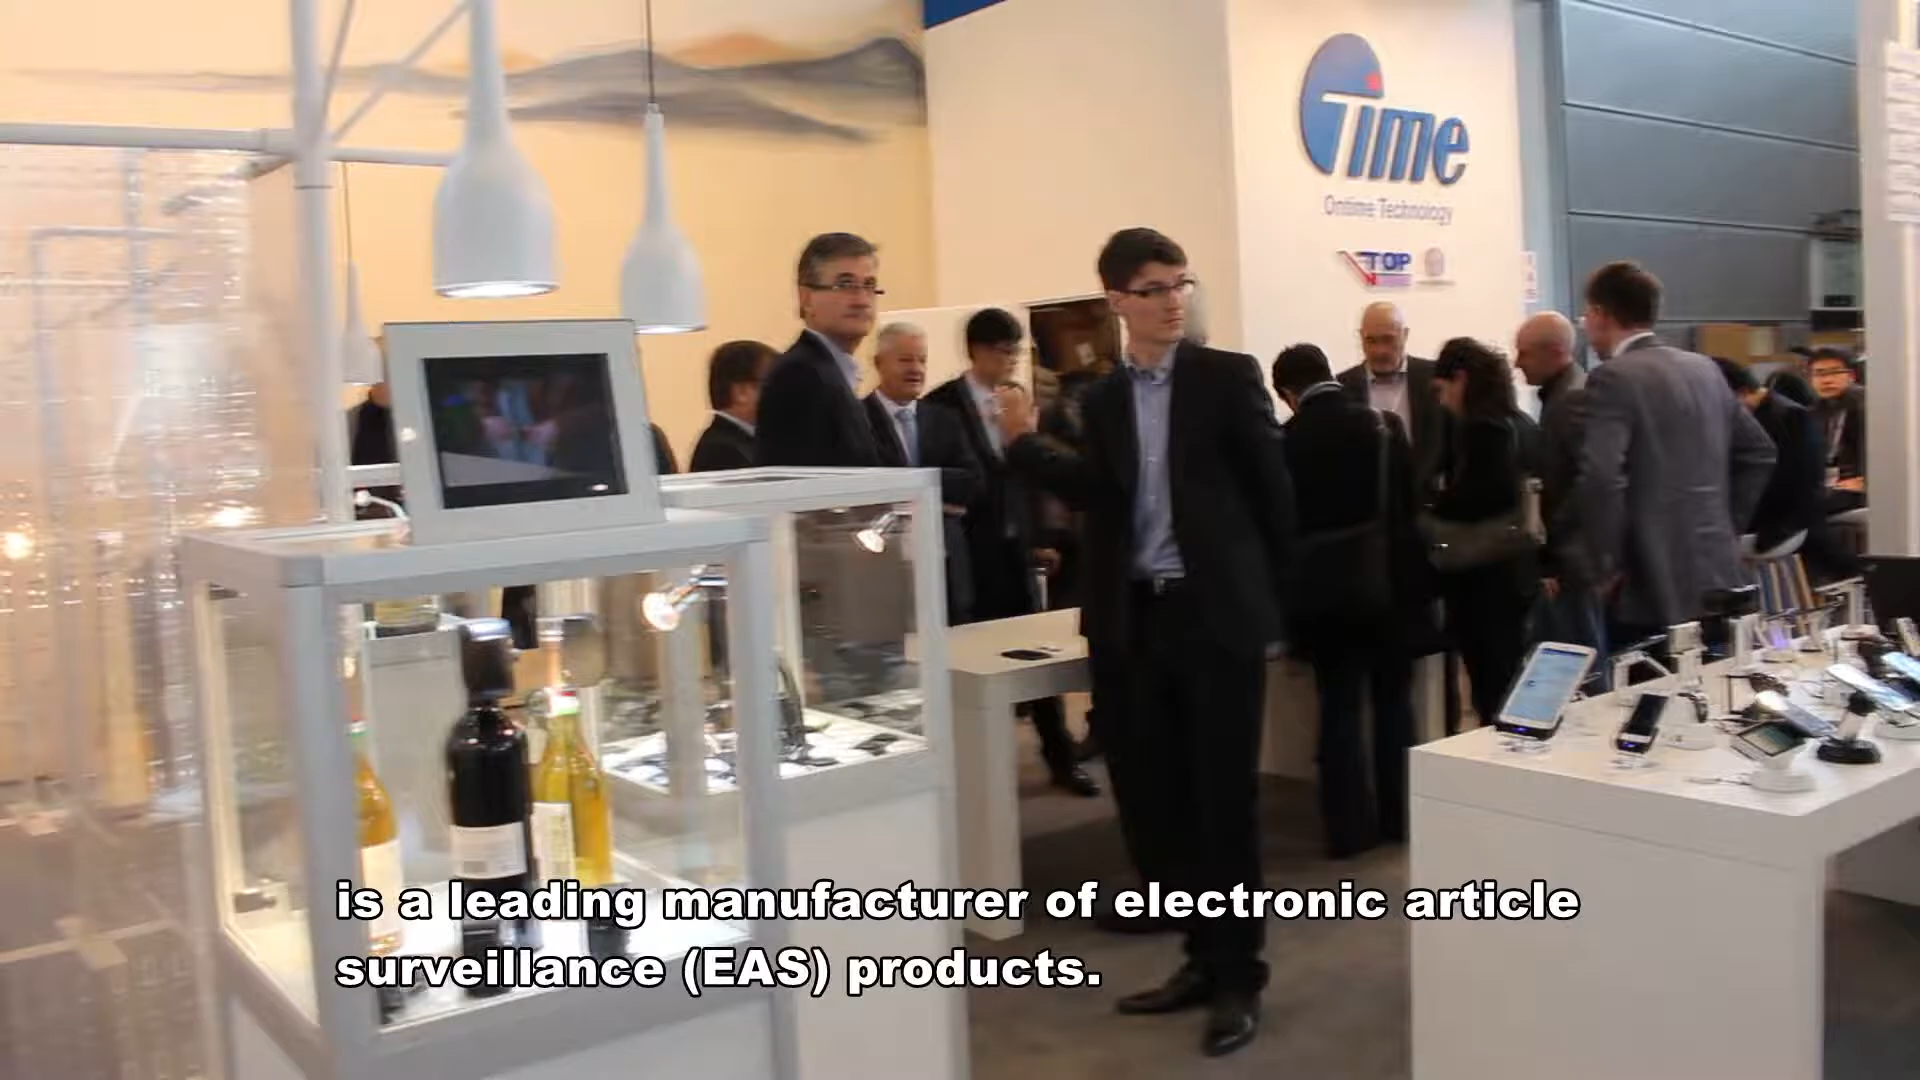 Time
Ontime Technology
TOP
is a leading manufacturer of electronic article
surveillance (EAS) products.